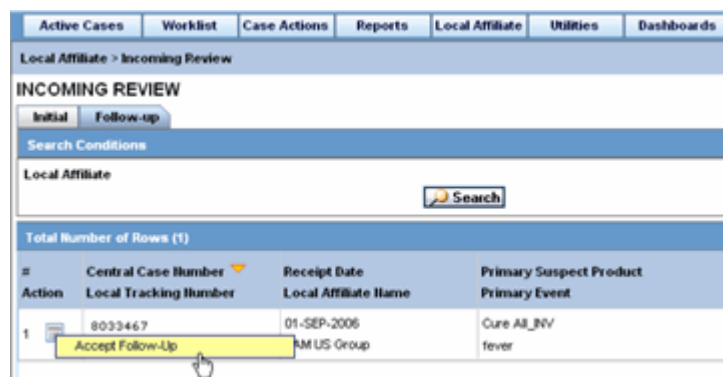 Active Cases Worklist Case Actions Reports Local Affiliate Utilities Dashboards
Local Affiliate > Incoming Review
INCOMING REVIEW
Initial Follow-up
Search Conditions
Local Affiliate
Search
Total Number of Rows (1)
# Central Case Number Receipt Date Primary Suspect Product
Action Local Tracking Number Local Affiliate Name Primary Event
1 8033467 01-SEP-2006 Cure All_INV
Accept Follow-Up US Group fever